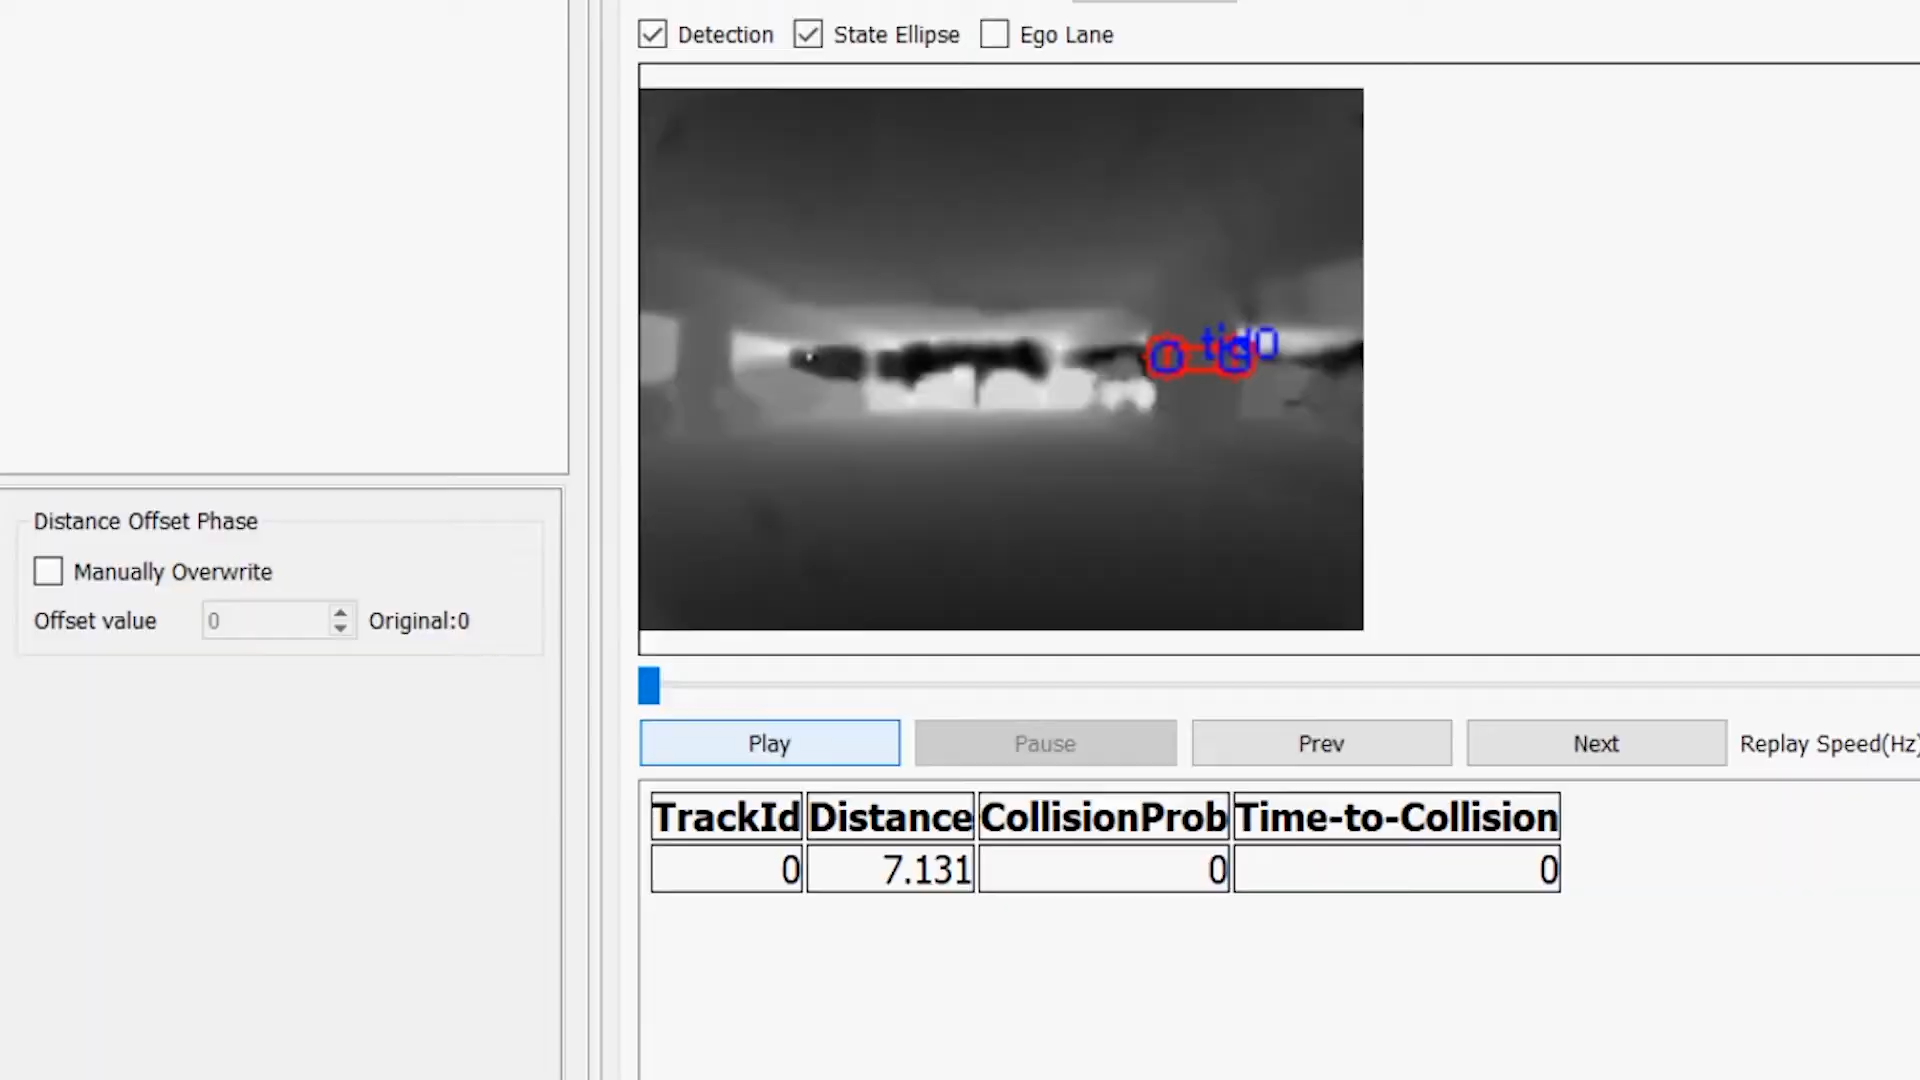 Detection State Ellipse Ego Lane
tid0
Distance Offset Phase
Manually Overwrite
Offset value 0 Original:0
Play Pause Prev Next Replay Speed(Hz)
TrackId Distance CollisionProb Time-to-Collision
0 7.131 0 0